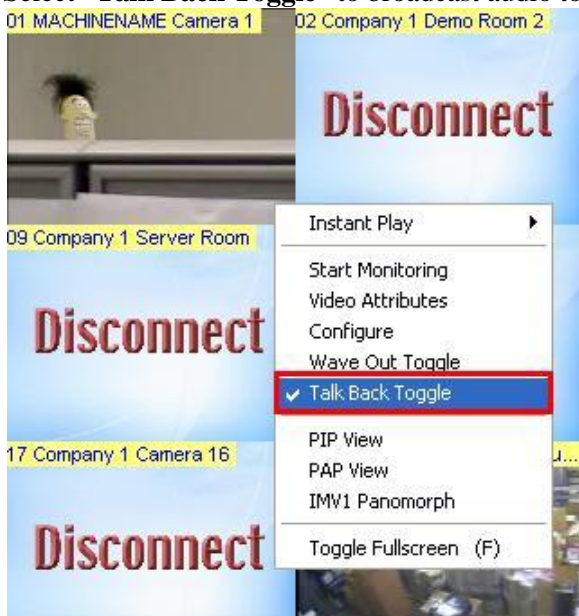 Select "Talk Back Toggle" to broadcast audio to
01 MACHINENAME Camera 1
02 Company 1 Demo Room 2
Disconnect
09 Company 1 Server Room
Disconnect
Instant Play
Start Monitoring
Video Attributes
Configure
Wave Out Toggle
Talk Back Toggle
PIP View
PAP View
IMV1 Panomorph
Toggle Fullscreen (F)
17 Company 1 Camera 16
Disconnect